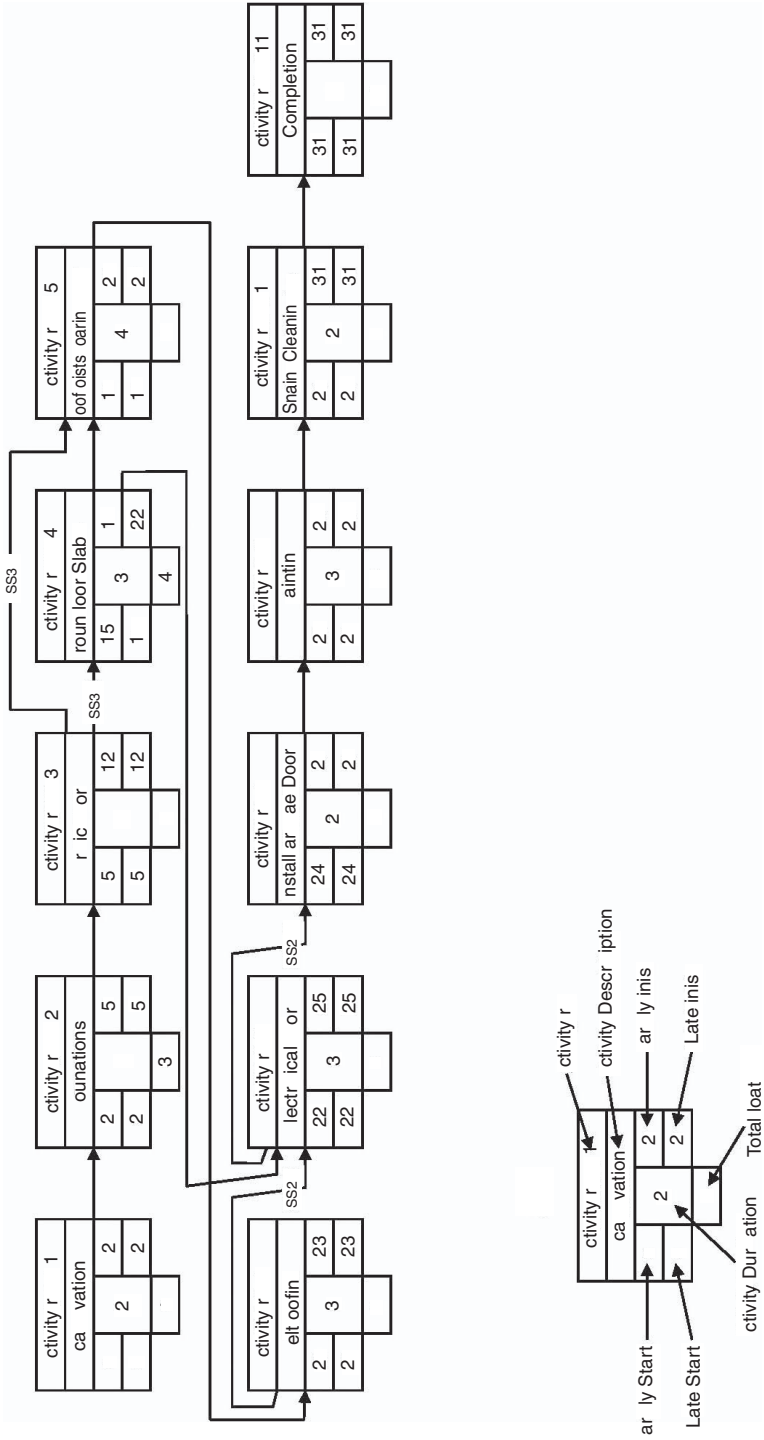 ctivity r 1
ca vation
2 2
2
ctivity r 2
ounations
2 5
2 5
3
ctivity r 3
r ic or
5 12
5 12
SS3
SS3
ctivity r 4
roun loor Slab
15 3 1
1 22
4
ctivity r 5
oof oists oarin
1 4 2
1 2
ctivity r
elt oofin
2 3 23
2 23
SS2
ctivity r
lectr ical or
22 3 25
22 25
SS2
ctivity r
nstall ar ae Door
24 2 2
24 2
ctivity r
aintin
2 3 2
2 2
ctivity r 1
Snain Cleanin
2 2 31
2 31
ctivity r 11
Completion
31 31
31 31
ctivity r 1
ca vation
2 2
2
ctivity r
ctivity Descr iption
ar ly inis
Late inis
ar ly Start
Late Start
ctivity Dur ation
Total loat